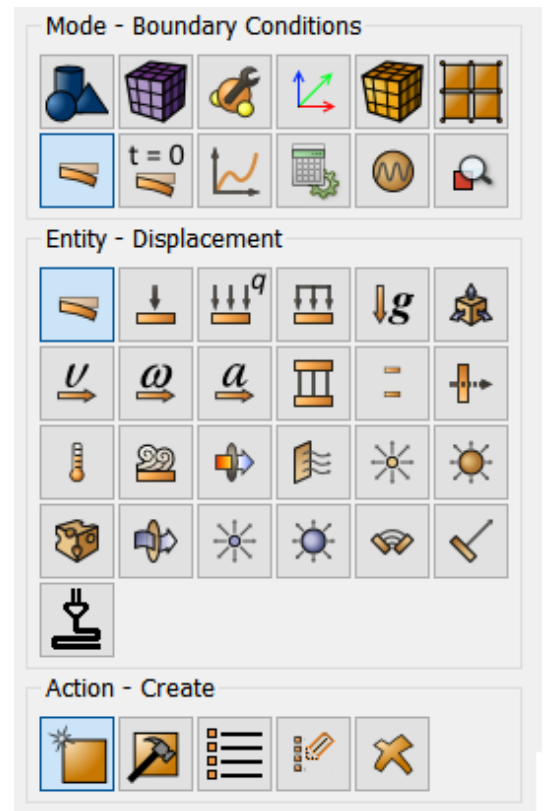 Mode - Boundary Conditions
t = 0
Entity - Displacement
q
g
υ
ω
a
Action - Create